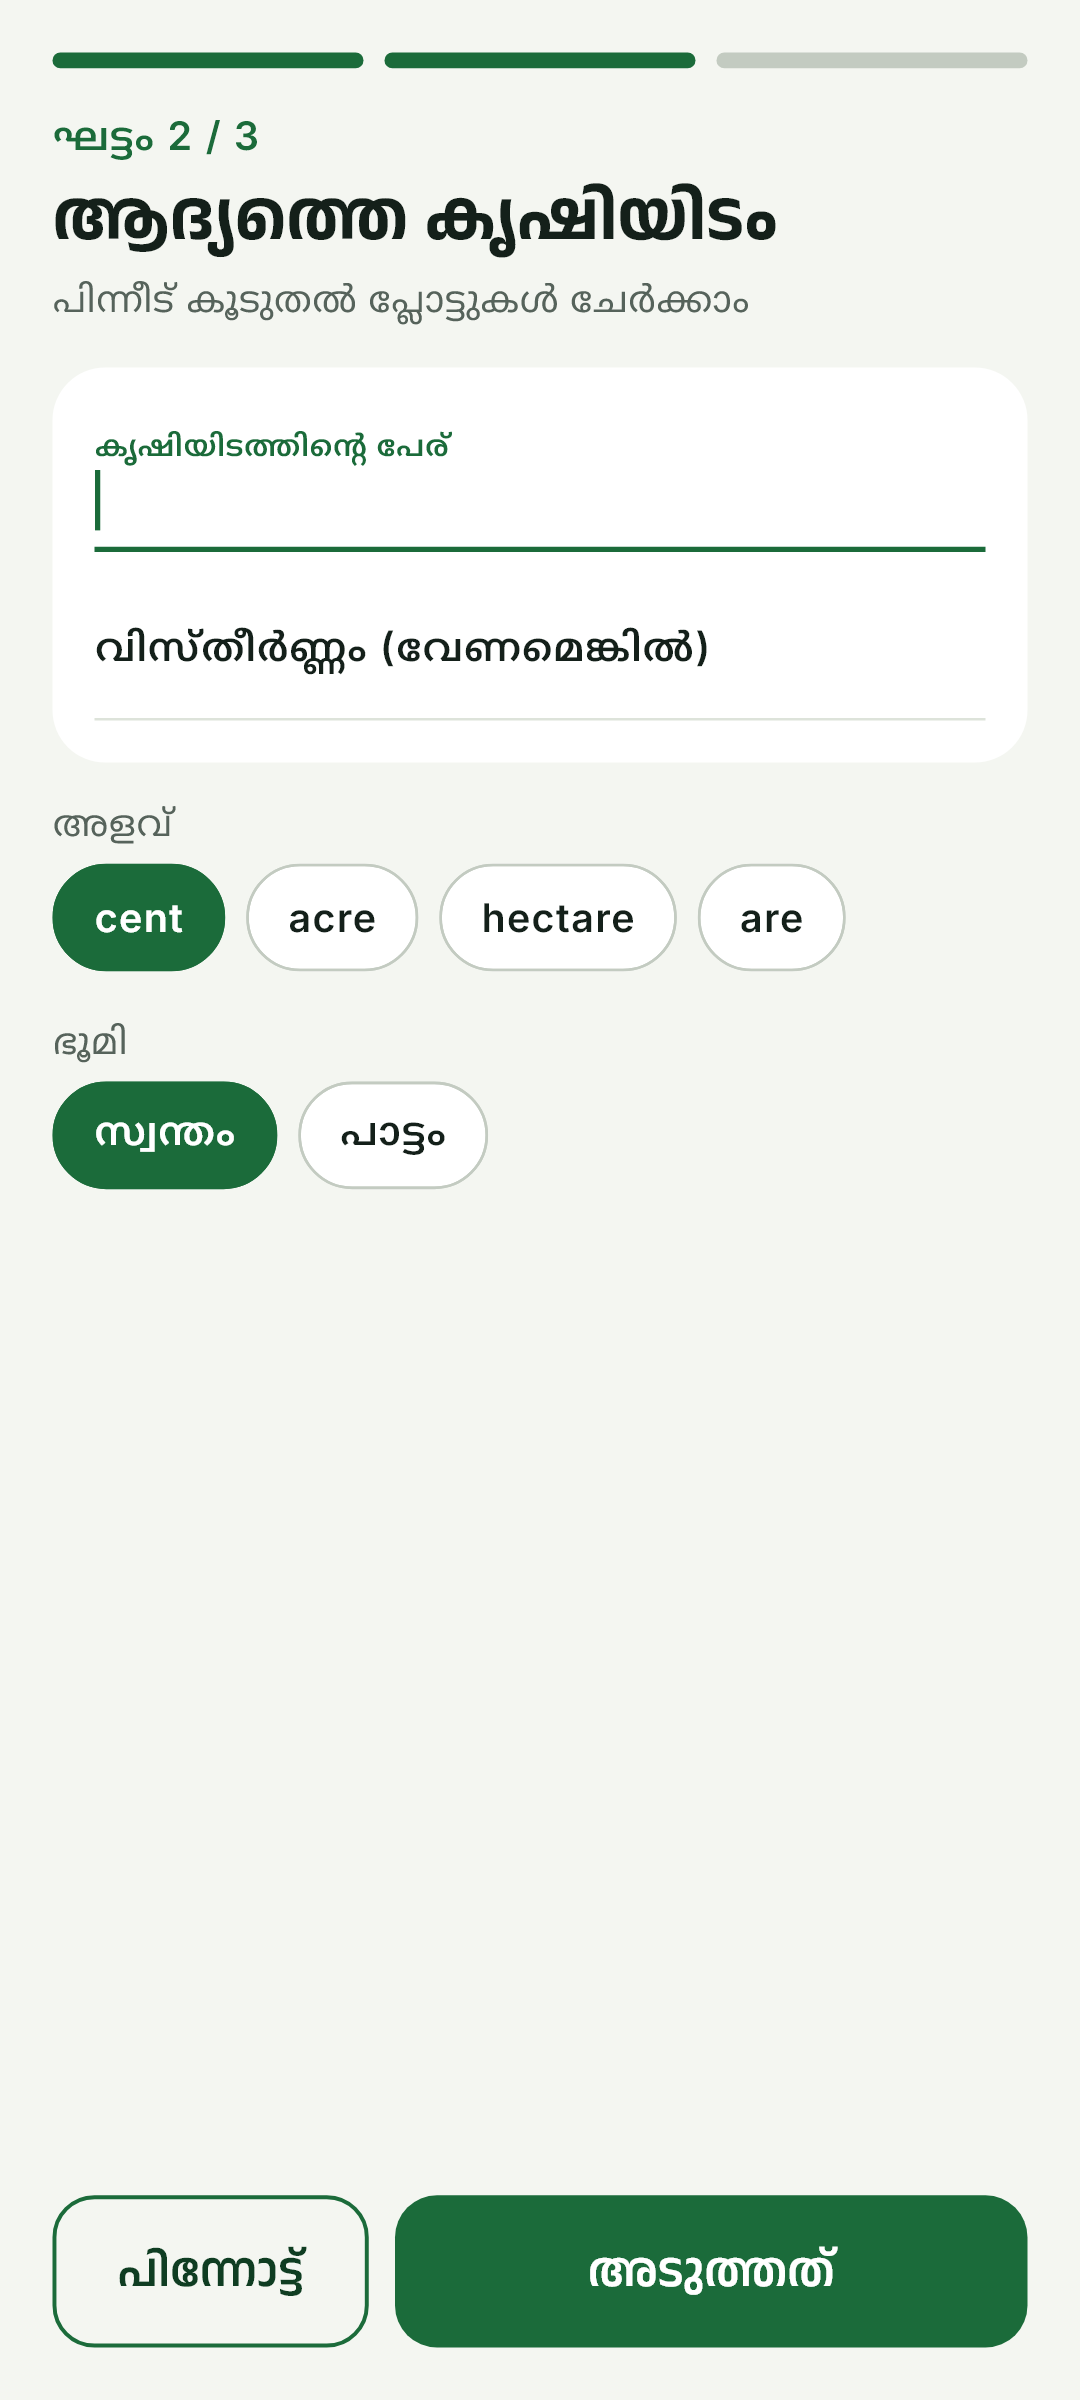 ഘട്ടം 2 / 3
ആദ്യത്തെ കൃഷിയിടം
പിന്നീട് കൂടുതൽ പ്ലോട്ടുകൾ ചേർക്കാം
കൃഷിയിടത്തിന്റെ പേര്
വിസ്തീർണ്ണം (വേണമെങ്കിൽ)
അളവ്
cent acre hectare are
ഭൂമി
സ്വന്തം പാട്ടം
പിന്നോട്ട് അടുത്തത്